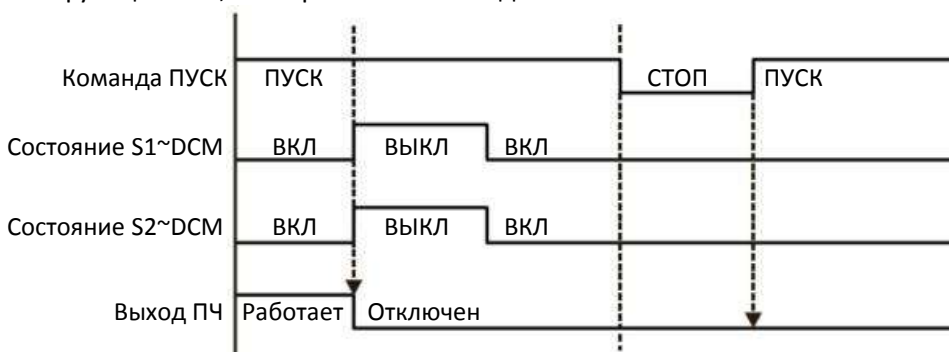 Команда ПУСК ПУСК СТОП ПУСК
Состояние S1~DCM ВКЛ ВЫКЛ ВКЛ
Состояние S2~DCM ВКЛ ВЫКЛ ВКЛ
Выход ПЧ Работает Отключен